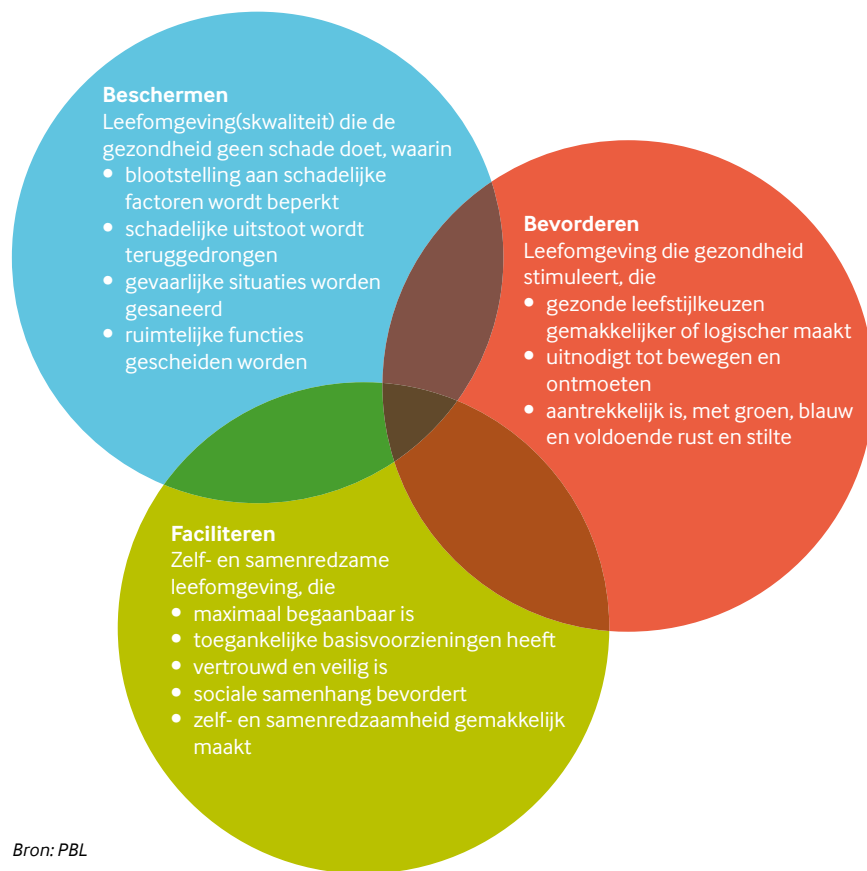 Beschermen
Leefomgeving(skwaliteit) die de
gezondheid geen schade doet, waarin
• blootstelling aan schadelijke
factoren wordt beperkt
• schadelijke uitstoot wordt
teruggedrongen
• gevaarlijke situaties worden
gesaneerd
• ruimtelijke functies
gescheiden worden
Bevorderen
Leefomgeving die gezondheid
stimuleert, die
• gezonde leefstijlkeuzen
gemakkelijker of logischer maakt
• uitnodigt tot bewegen en
ontmoeten
• aantrekkelijk is, met groen, blauw
en voldoende rust en stilte
Faciliteren
Zelf- en samenredzame
leefomgeving, die
• maximaal begaanbaar is
• toegankelijke basisvoorzieningen heeft
• vertrouwd en veilig is
• sociale samenhang bevordert
• zelf- en samenredzaamheid gemakkelijk
maakt
Bron: PBL